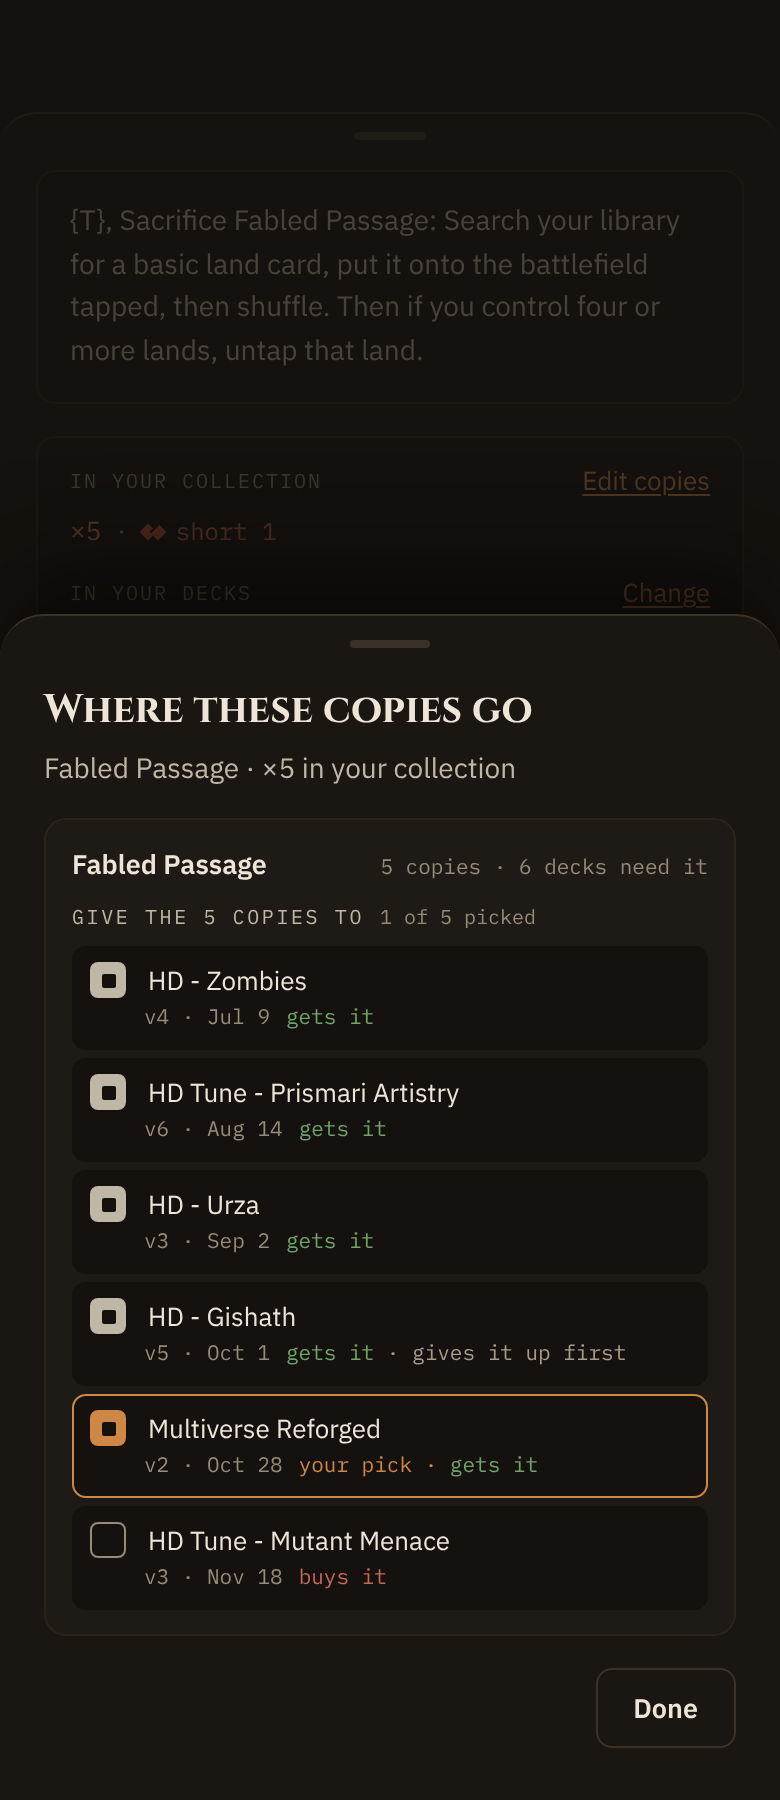 {T}, Sacrifice Fabled Passage: Search your library
for a basic land card, put it onto the battlefield
tapped, then shuffle. Then if you control four or
more lands, untap that land.
IN YOUR COLLECTION Edit copies
×5 · short 1
IN YOUR DECKS Change
WHERE THESE COPIES GO
Fabled Passage · ×5 in your collection
Fabled Passage 5 copies · 6 decks need it
GIVE THE 5 COPIES TO 1 of 5 picked
HD - Zombies
v4 · Jul 9 gets it
HD Tune - Prismari Artistry
v6 · Aug 14 gets it
HD - Urza
v3 · Sep 2 gets it
HD - Gishath
v5 · Oct 1 gets it · gives it up first
Multiverse Reforged
v2 · Oct 28 your pick · gets it
HD Tune - Mutant Menace
v3 · Nov 18 buys it
Done